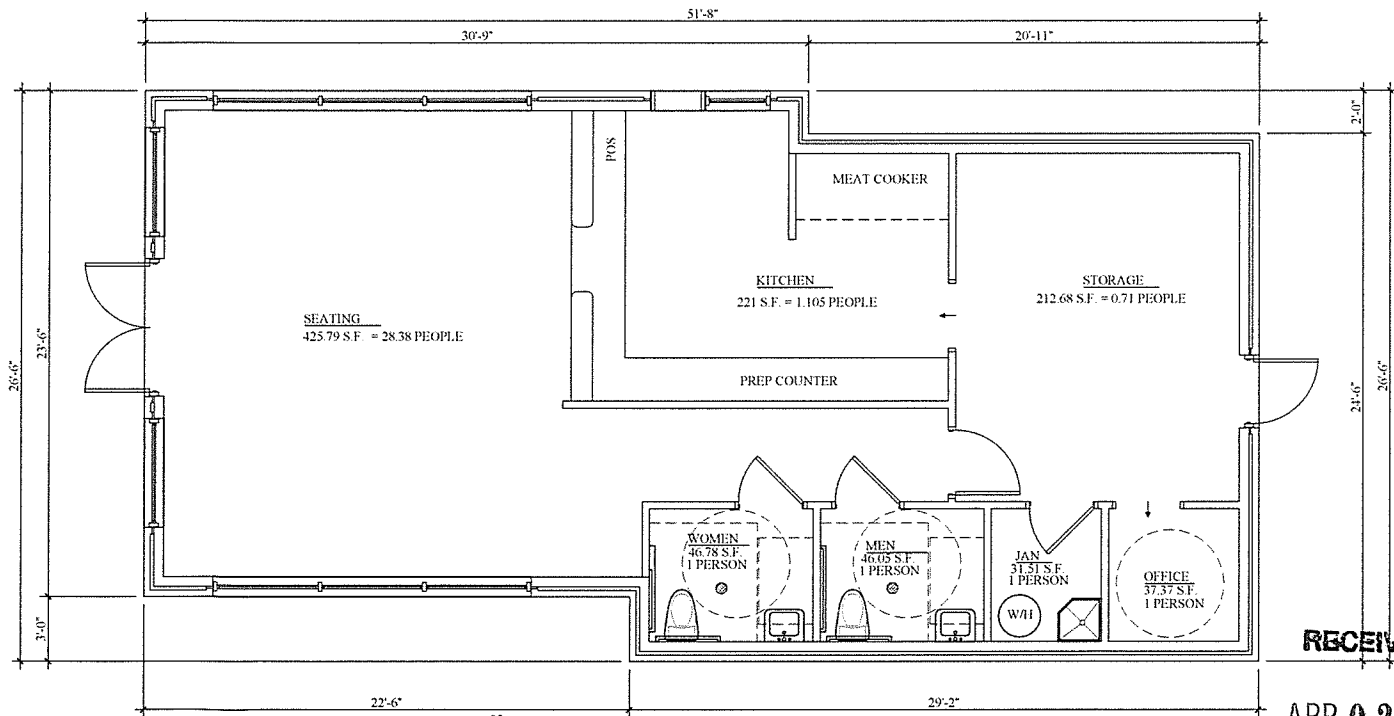 51'-8"
30'-9"
20'-11"
2'-0"
POS
MEAT COOKER
KITCHEN
221 S.F. = 1.105 PEOPLE
STORAGE
212.68 S.F. = 0.71 PEOPLE
SEATING
425.79 S.F. = 28.38 PEOPLE
26'-6"
23'-6"
24'-6"
26'-6"
PREP COUNTER
WOMEN
46.78 S.F.
1 PERSON
MEN
46.05 S.F.
1 PERSON
JAN
31.51 S.F.
1 PERSON
W/H
OFFICE
37.37 S.F.
1 PERSON
3'-0"
22'-6"
29'-2"